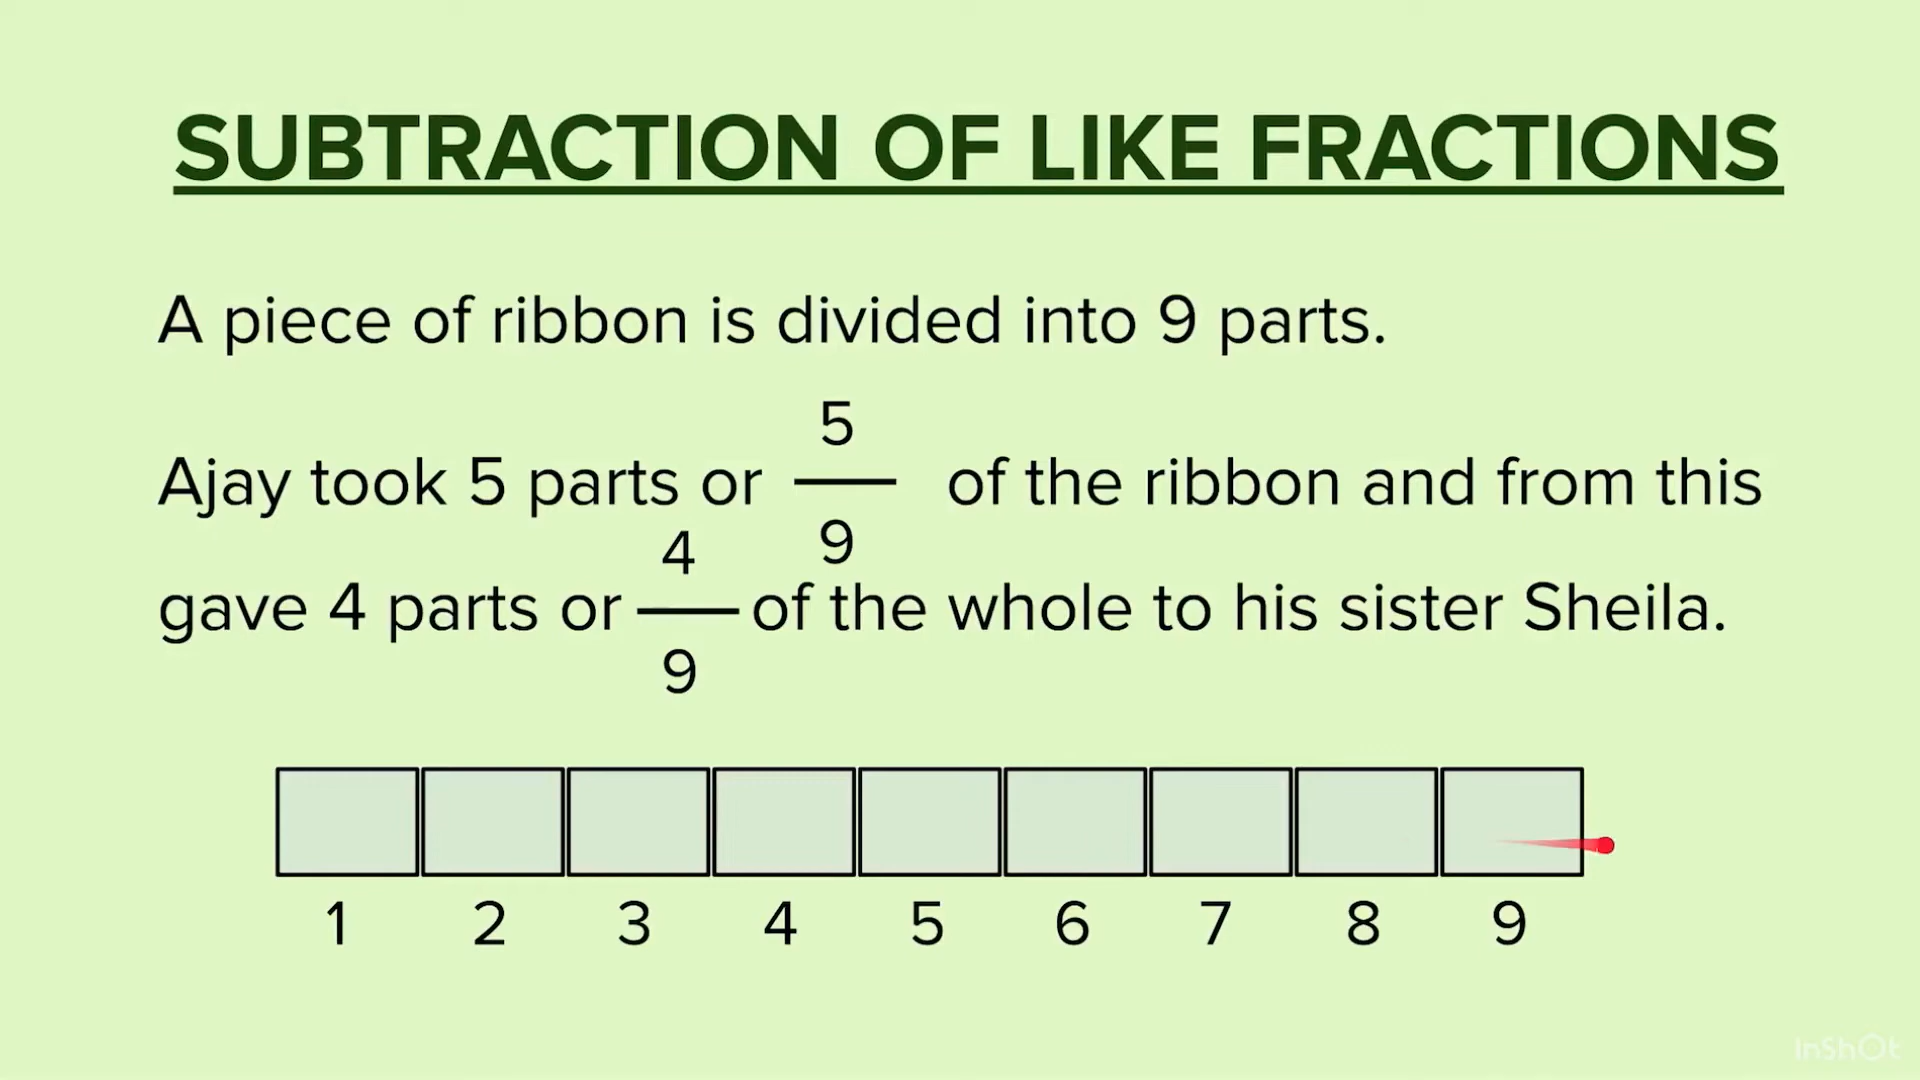 SUBTRACTION OF LIKE FRACTIONS
A piece of ribbon is divided into 9 parts.
Ajay took 5 parts or 5/9 of the ribbon and from this
gave 4 parts or 4/9 of the whole to his sister Sheila.
1 2 3 4 5 6 7 8 9
InShOt